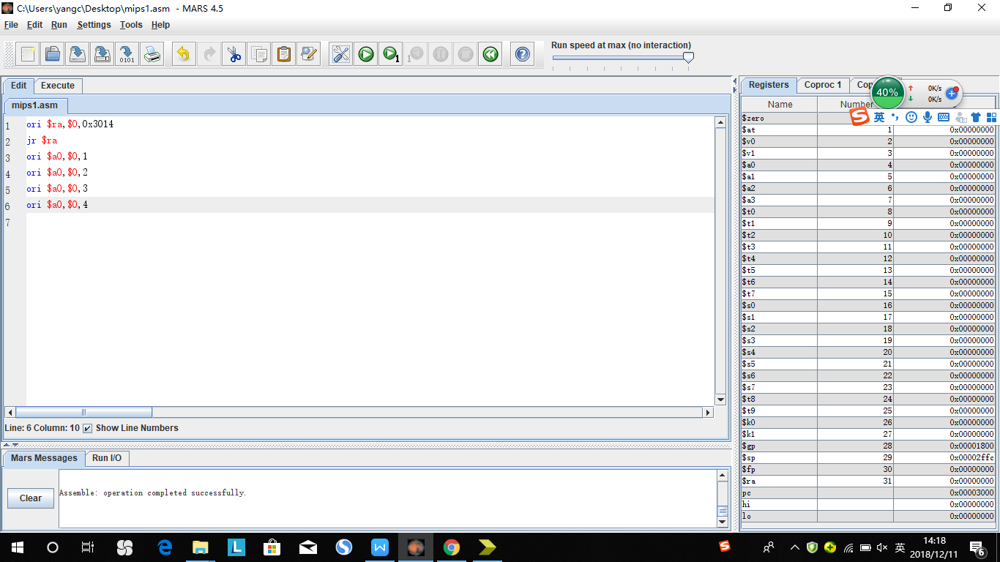 C:\Users\yangc\Desktop\mips1.asm - MARS 4.5
File Edit Run Settings Tools Help
Run speed at max (no interaction)
Edit Execute
mips1.asm
1 ori $ra,$0,0x3014
2 jr $ra
3 ori $a0,$0,1
4 ori $a0,$0,2
5 ori $a0,$0,3
6 ori $a0,$0,4
7
Line: 6 Column: 10 Show Line Numbers
Mars Messages Run I/O
Clear
Assemble: operation completed successfully.
Registers Coproc 1
40% 0K/s
0K/s
英
Name Number
$zero
$at 1 0x00000000
$v0 2 0x00000000
$v1 3 0x00000000
$a0 4 0x00000000
$a1 5 0x00000000
$a2 6 0x00000000
$a3 7 0x00000000
$t0 8 0x00000000
$t1 9 0x00000000
$t2 10 0x00000000
$t3 11 0x00000000
$t4 12 0x00000000
$t5 13 0x00000000
$t6 14 0x00000000
$t7 15 0x00000000
$s0 16 0x00000000
$s1 17 0x00000000
$s2 18 0x00000000
$s3 19 0x00000000
$s4 20 0x00000000
$s5 21 0x00000000
$s6 22 0x00000000
$s7 23 0x00000000
$t8 24 0x00000000
$t9 25 0x00000000
$k0 26 0x00000000
$k1 27 0x00000000
$gp 28 0x00001800
$sp 29 0x00002ffc
$fp 30 0x00000000
$ra 31 0x00000000
pc 0x00003000
hi 0x00000000
lo 0x00000000
英 14:18
2018/12/11 6